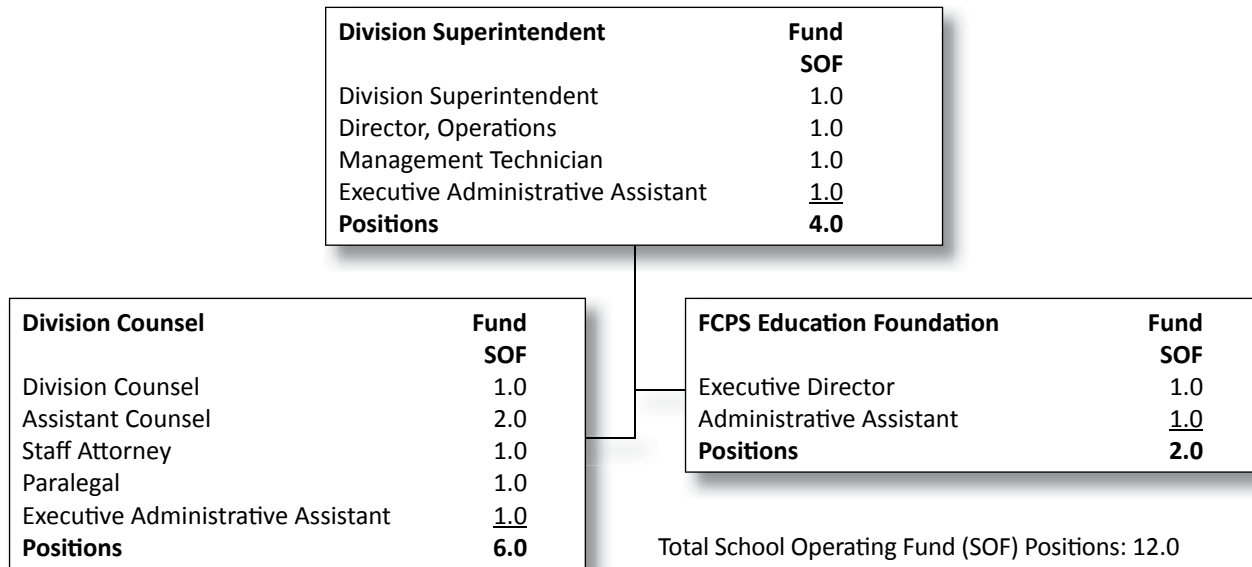 Division Superintendent Fund
SOF
Division Superintendent 1.0
Director, Operations 1.0
Management Technician 1.0
Executive Administrative Assistant 1.0
Positions 4.0
Division Counsel Fund
SOF
Division Counsel 1.0
Assistant Counsel 2.0
Staff Attorney 1.0
Paralegal 1.0
Executive Administrative Assistant 1.0
Positions 6.0
FCPS Education Foundation Fund
SOF
Executive Director 1.0
Administrative Assistant 1.0
Positions 2.0
Total School Operating Fund (SOF) Positions: 12.0